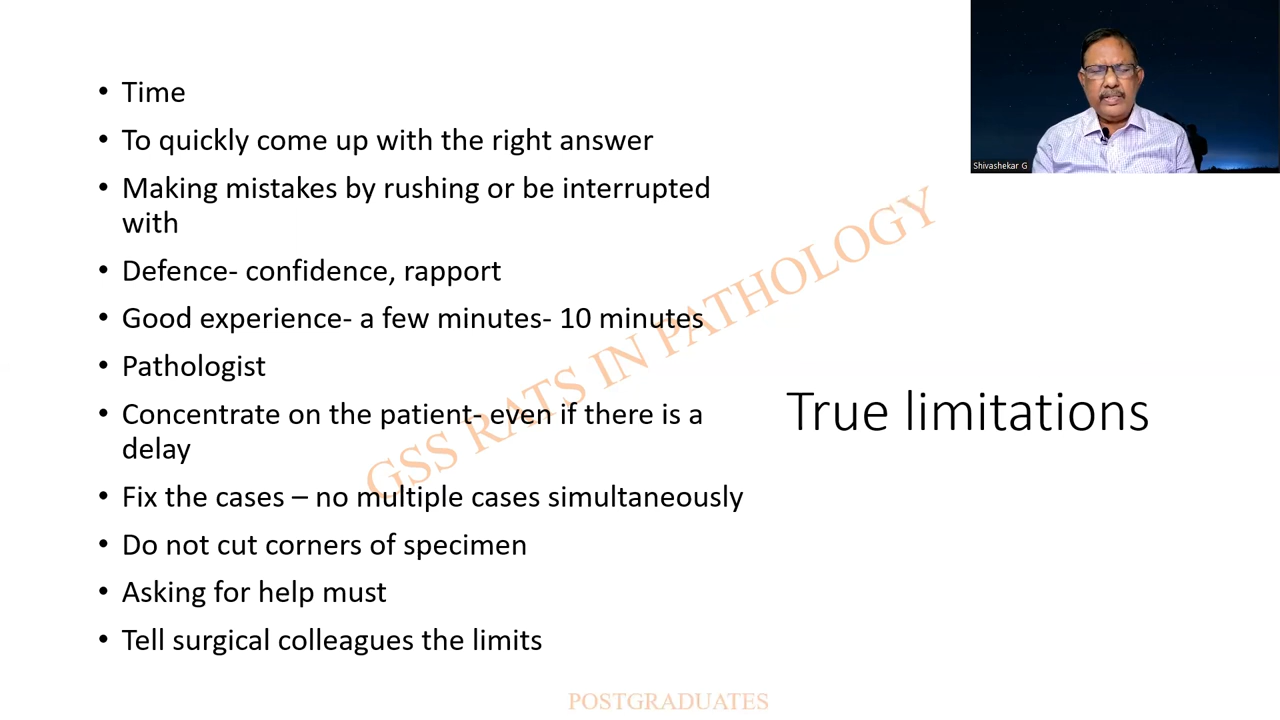 Time
To quickly come up with the right answer
Making mistakes by rushing or be interrupted
with
Defence- confidence, rapport
Good experience- a few minutes- 10 minutes
Pathologist
Concentrate on the patient- even if there is a
delay
Fix the cases – no multiple cases simultaneously
Do not cut corners of specimen
Asking for help must
Tell surgical colleagues the limits
True limitations
GSS RATS IN PATHOLOGY
POSTGRADUATES
Shivashekar G